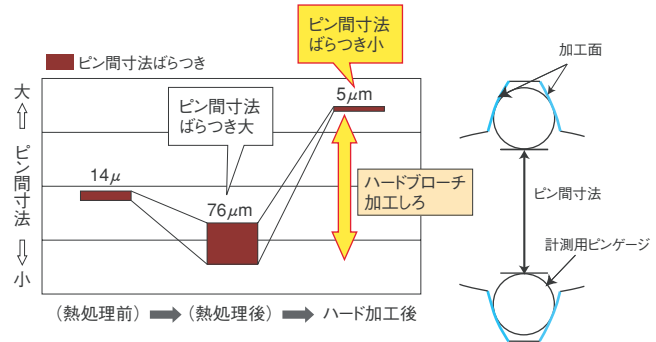 ピン間寸法
ばらつき小
ピン間寸法ばらつき
大
ピン間寸法
小
ピン間寸法
ばらつき大
5μm
14μ
76μm
ハードブローチ
加工しろ
(熱処理前)
(熱処理後)
ハード加工後
加工面
ピン間寸法
計測用ピンゲージ